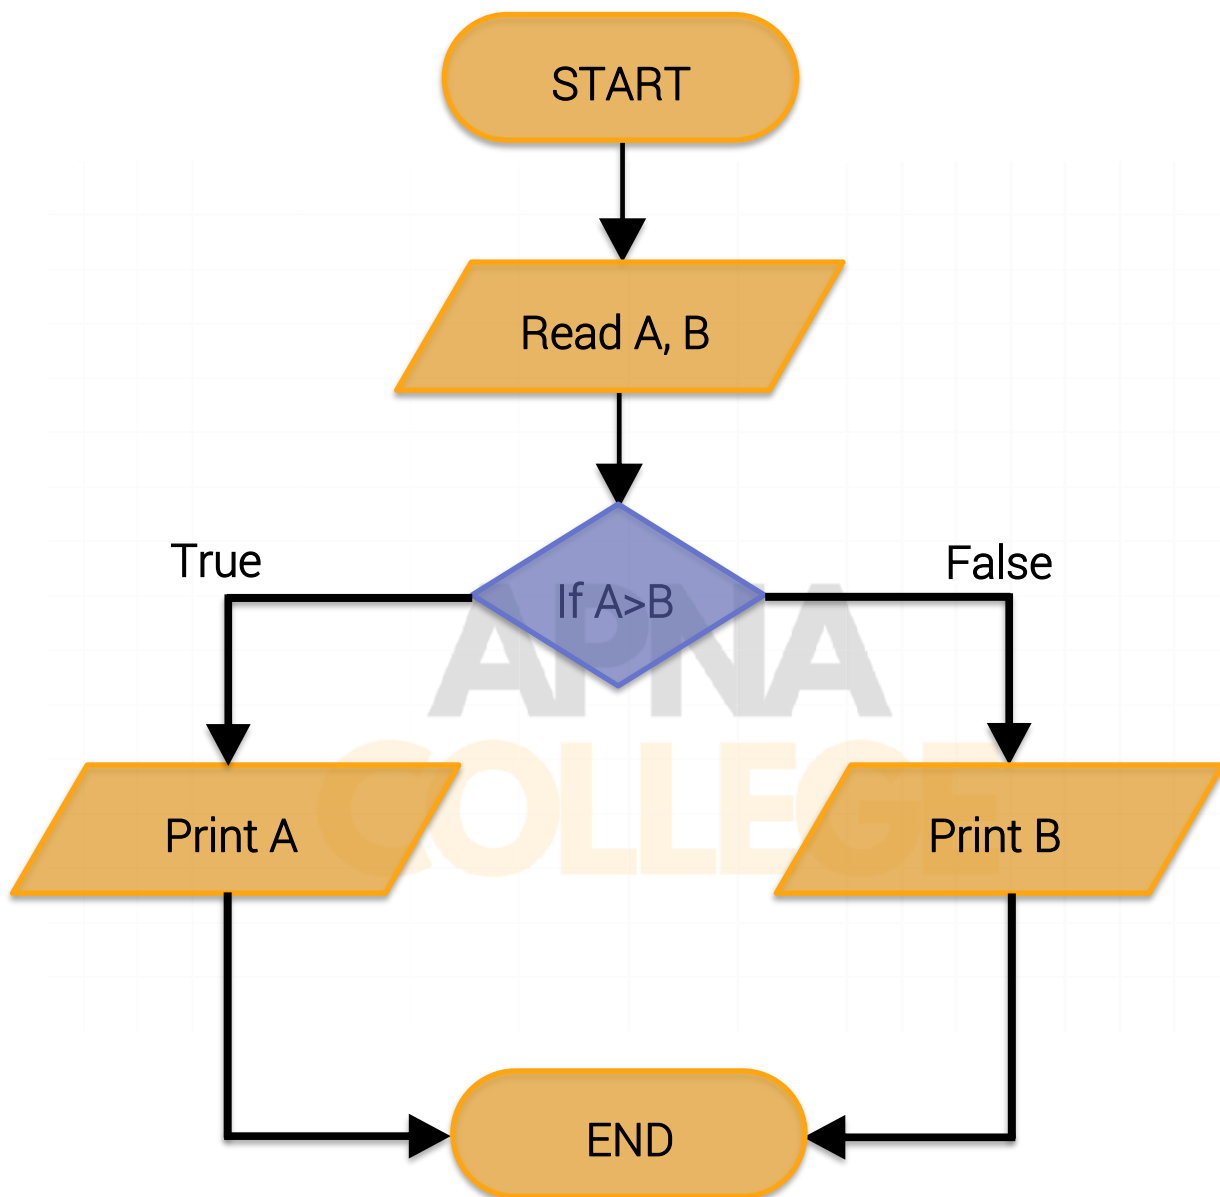 START
Read A, B
True
If A>B
False
APNA
COLLEGE
Print A
Print B
END